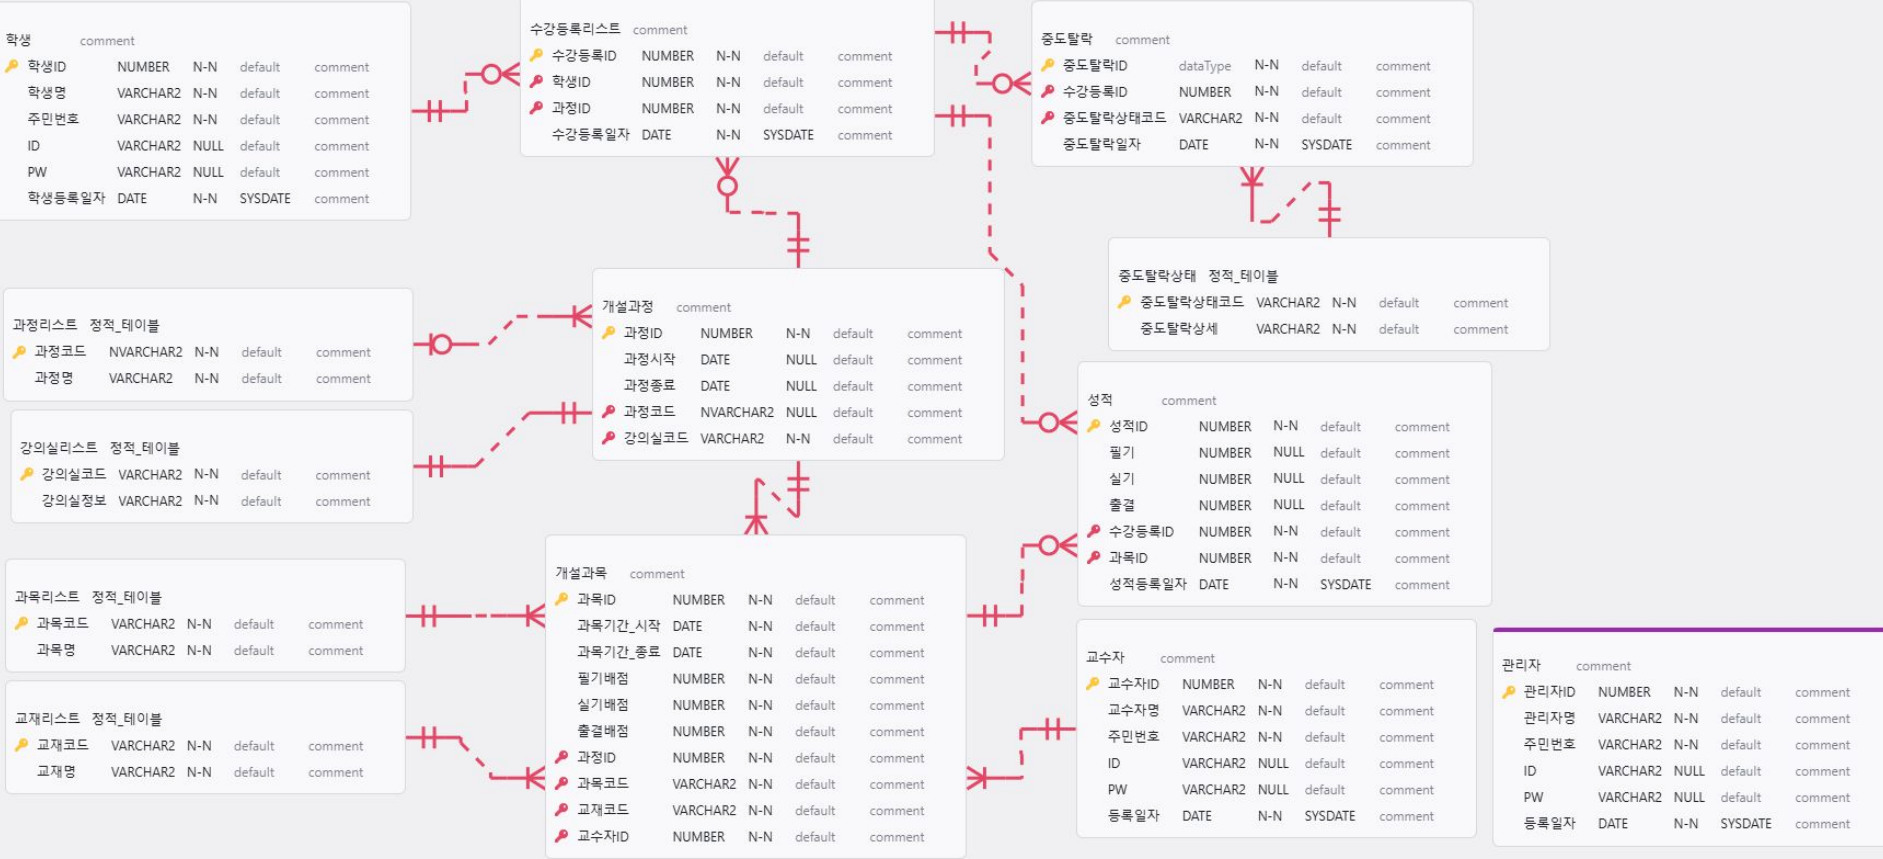 학생 comment
학생ID NUMBER N-N default comment
학생명 VARCHAR2 N-N default comment
주민번호 VARCHAR2 N-N default comment
ID VARCHAR2 NULL default comment
PW VARCHAR2 NULL default comment
학생등록일자 DATE N-N SYSDATE comment
수강등록리스트 comment
수강등록ID NUMBER N-N default comment
학생ID NUMBER N-N default comment
과정ID NUMBER N-N default comment
수강등록일자 DATE N-N SYSDATE comment
중도탈락 comment
중도탈락ID dataType N-N default comment
수강등록ID NUMBER N-N default comment
중도탈락상태코드 VARCHAR2 N-N default comment
중도탈락일자 DATE N-N SYSDATE comment
중도탈락상태 정적_테이블
중도탈락상태코드 VARCHAR2 N-N default comment
중도탈락상세 VARCHAR2 N-N default comment
과정리스트 정적_테이블
과정코드 NVARCHAR2 N-N default comment
과정명 VARCHAR2 N-N default comment
개설과정 comment
과정ID NUMBER N-N default comment
과정시작 DATE NULL default comment
과정종료 DATE NULL default comment
과정코드 NVARCHAR2 NULL default comment
강의실코드 VARCHAR2 N-N default comment
강의실리스트 정적_테이블
강의실코드 VARCHAR2 N-N default comment
강의실정보 VARCHAR2 N-N default comment
성적 comment
성적ID NUMBER N-N default comment
필기 NUMBER NULL default comment
실기 NUMBER NULL default comment
출결 NUMBER NULL default comment
수강등록ID NUMBER N-N default comment
과목ID NUMBER N-N default comment
성적등록일자 DATE N-N SYSDATE comment
과목리스트 정적_테이블
과목코드 VARCHAR2 N-N default comment
과목명 VARCHAR2 N-N default comment
교재리스트 정적_테이블
교재코드 VARCHAR2 N-N default comment
교재명 VARCHAR2 N-N default comment
개설과목 comment
과목ID NUMBER N-N default comment
과목기간_시작 DATE N-N default comment
과목기간_종료 DATE N-N default comment
필기배점 NUMBER N-N default comment
실기배점 NUMBER N-N default comment
출결배점 NUMBER N-N default comment
과정ID NUMBER N-N default comment
과목코드 VARCHAR2 N-N default comment
교재코드 VARCHAR2 N-N default comment
교수자ID NUMBER N-N default comment
교수자 comment
교수자ID NUMBER N-N default comment
교수자명 VARCHAR2 N-N default comment
주민번호 VARCHAR2 N-N default comment
ID VARCHAR2 NULL default comment
PW VARCHAR2 NULL default comment
등록일자 DATE N-N SYSDATE comment
관리자 comment
관리자ID NUMBER N-N default comment
관리자명 VARCHAR2 N-N default comment
주민번호 VARCHAR2 N-N default comment
ID VARCHAR2 NULL default comment
PW VARCHAR2 NULL default comment
등록일자 DATE N-N SYSDATE comment